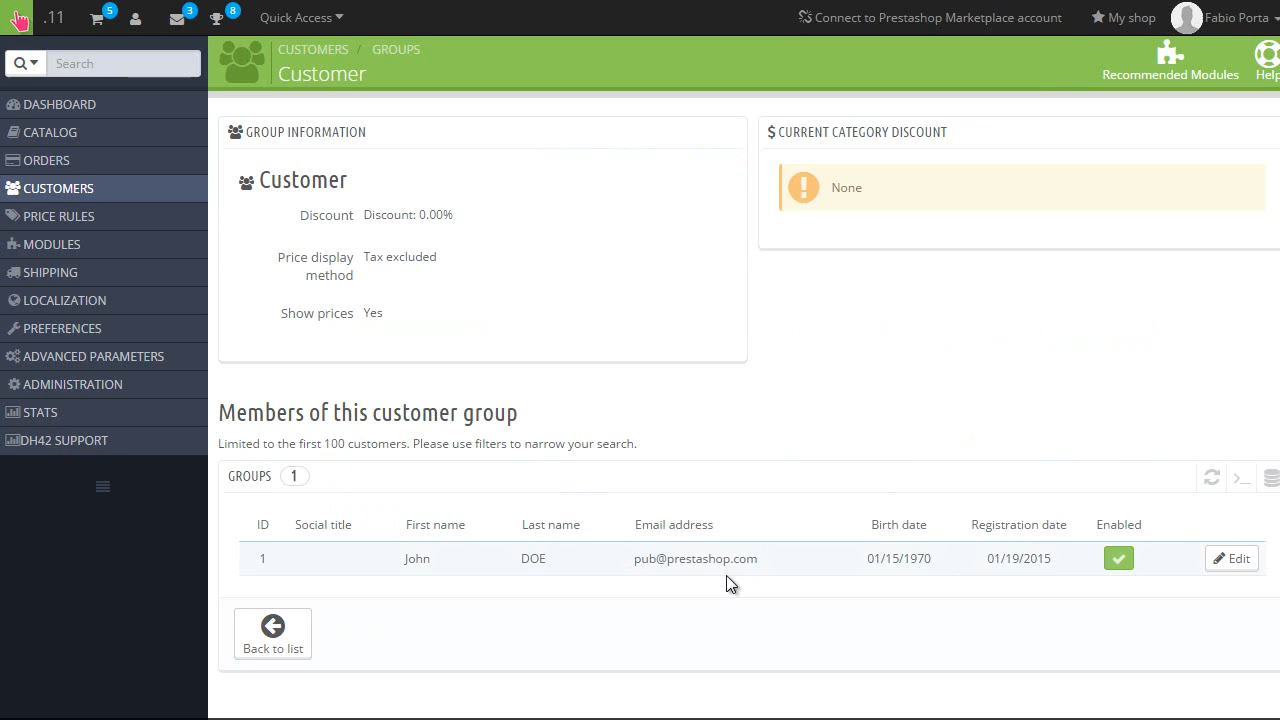 .11 5 3 8 Quick Access Connect to Prestashop Marketplace account My shop Fabio Porta
Search
CUSTOMERS / GROUPS
Customer
Recommended Modules
Help
DASHBOARD
CATALOG
ORDERS
CUSTOMERS
PRICE RULES
MODULES
SHIPPING
LOCALIZATION
PREFERENCES
ADVANCED PARAMETERS
ADMINISTRATION
STATS
DH42 SUPPORT
GROUP INFORMATION
Customer
Discount Discount: 0.00%
Price display
method
Tax excluded
Show prices Yes
$ CURRENT CATEGORY DISCOUNT
None
Members of this customer group
Limited to the first 100 customers. Please use filters to narrow your search.
GROUPS 1
ID Social title First name Last name Email address Birth date Registration date Enabled
1 John DOE pub@prestashop.com 01/15/1970 01/19/2015 Edit
Back to list